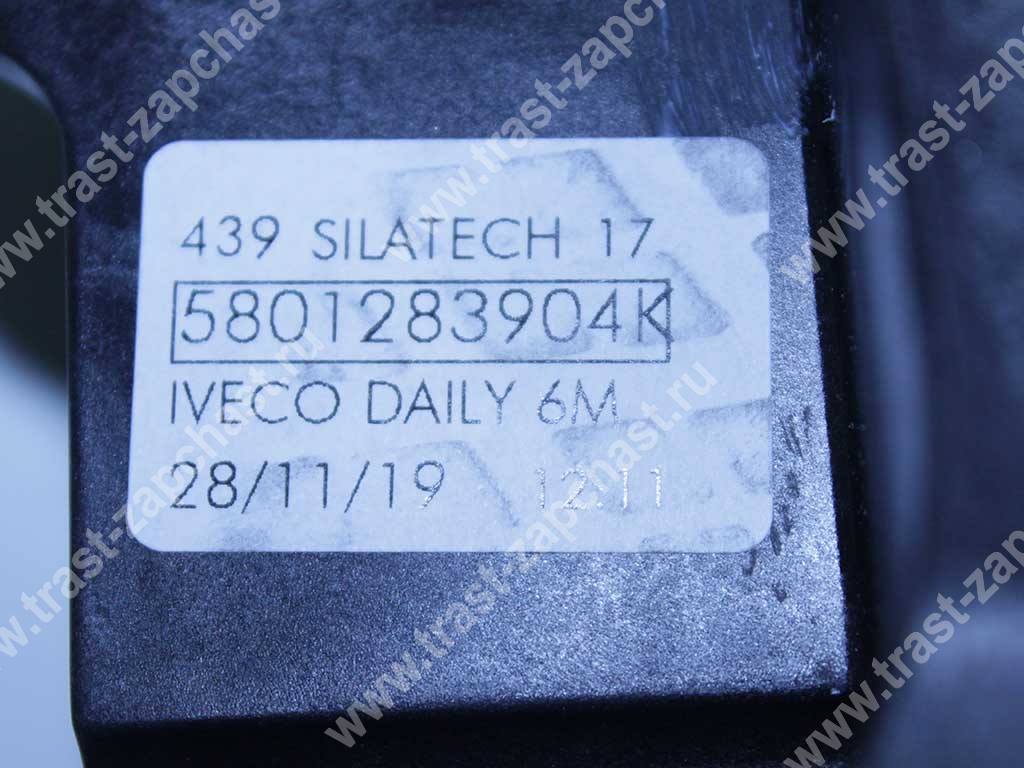 439 SILATECH 17
5801283904K
IVECO DAILY 6M
28/11/19 12:11
www.trast-zapchast.ru